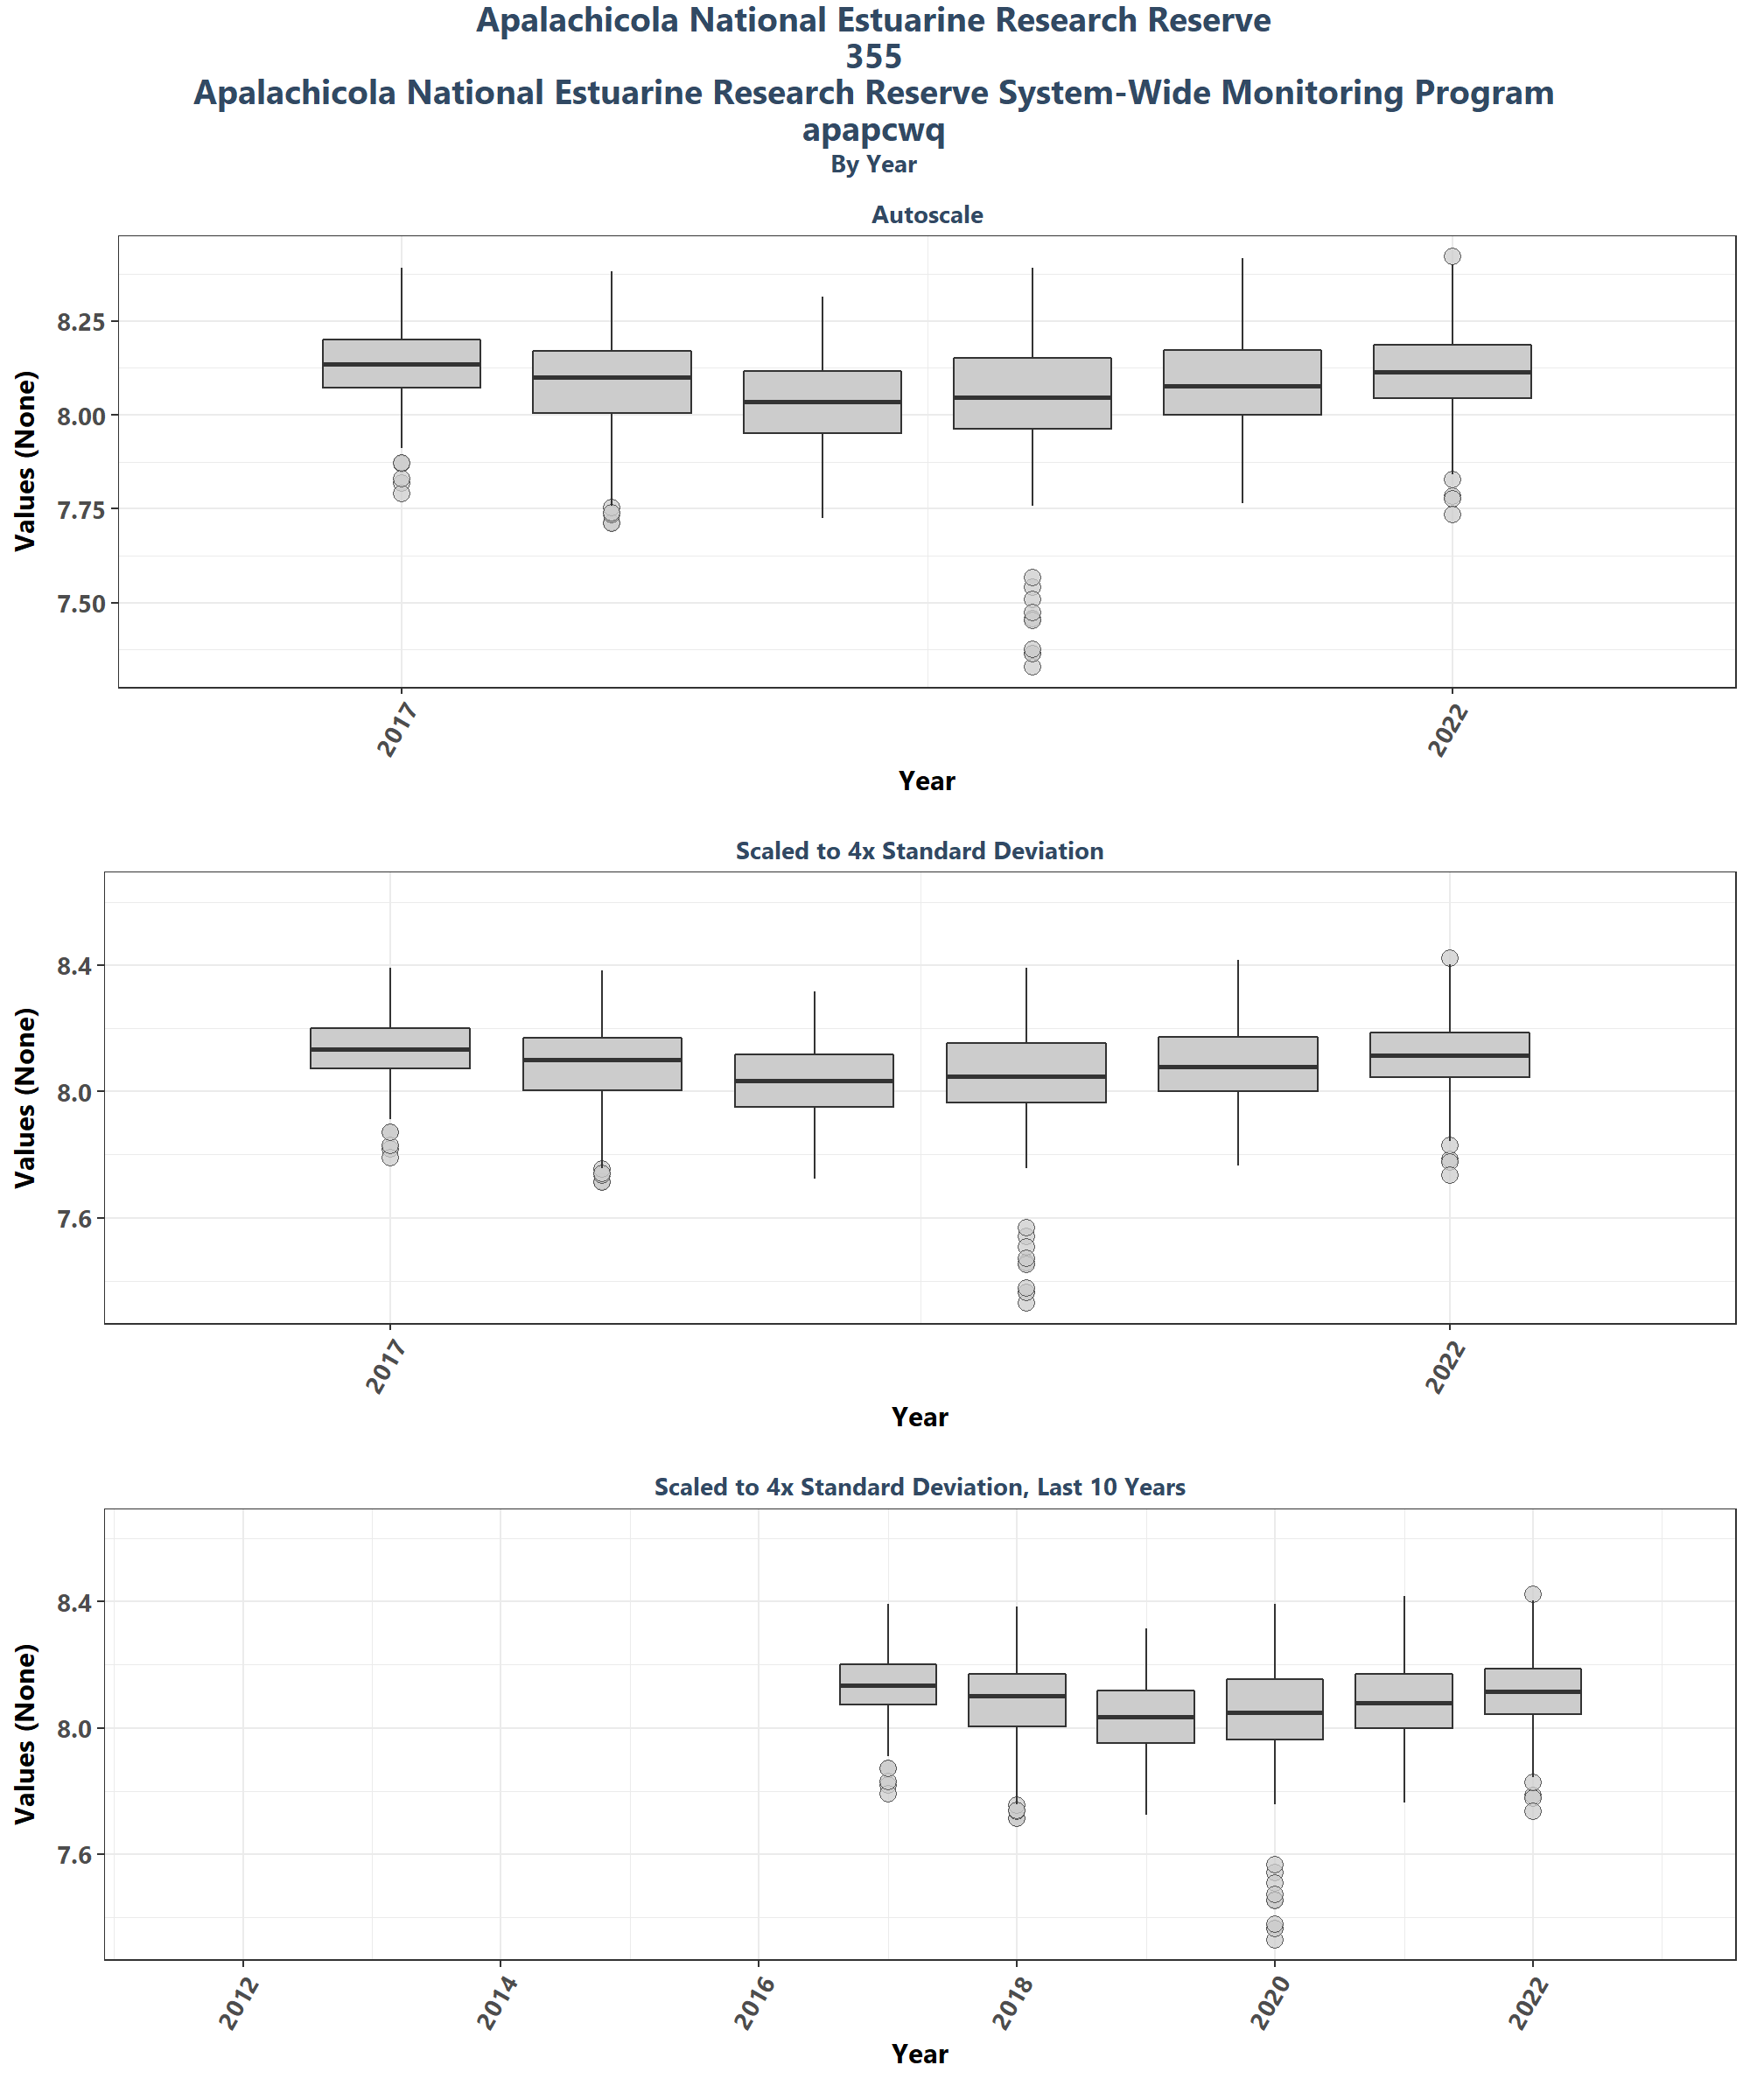 Apalachicola National Estuarine Research Reserve
355
Apalachicola National Estuarine Research Reserve System-Wide Monitoring Program
apapcwq
By Year
Autoscale
Values (None)
8.25
8.00
7.75
7.50
2017
2022
Year
Scaled to 4x Standard Deviation
Values (None)
8.4
8.0
7.6
2017
2022
Year
Scaled to 4x Standard Deviation, Last 10 Years
Values (None)
8.4
8.0
7.6
2012
2014
2016
2018
2020
2022
Year